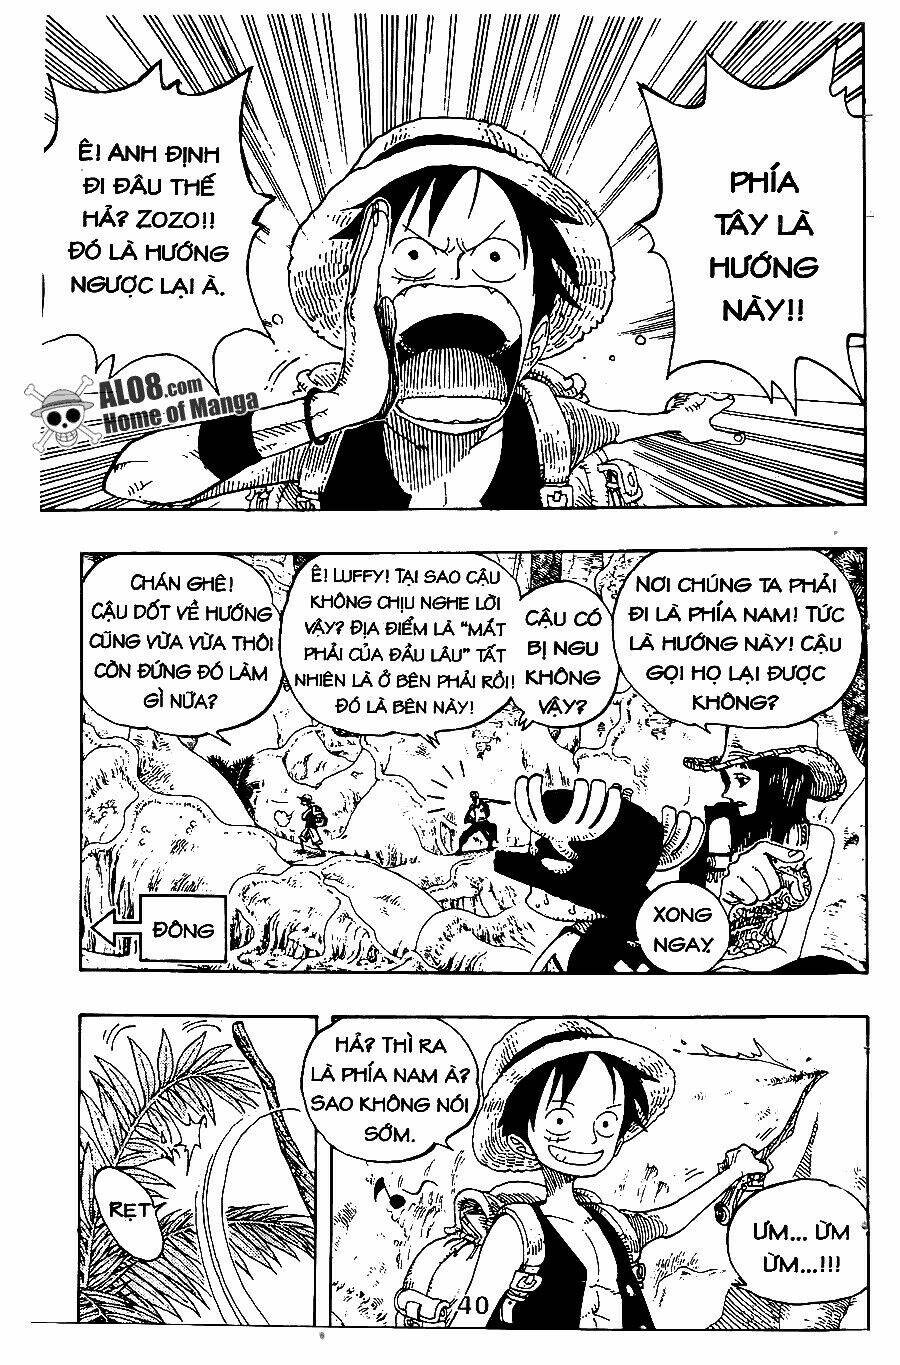 Ê! ANH ĐỊNH
ĐI ĐÂU THẾ
HẢ? ZOZO!!
ĐÓ LÀ HƯỚNG
NGƯỢC LẠI À.
PHÍA
TÂY LÀ
HƯỚNG
NÀY!!
ALO8.com
Home of Manga
CHÁN GHÊ!
CẬU DỐT VỀ HƯỚNG
CŨNG VỪA VỪA THÔI
CÒN ĐỨNG ĐÓ LÀM
GÌ NỮA?
Ê! LUFFY! TẠI SAO CẬU
KHÔNG CHỊU NGHE LỜI
VẬY? ĐỊA ĐIỂM LÀ “MẮT
PHẢI CỦA ĐẦU LÂU” TẤT
NHIÊN LÀ Ở BÊN PHẢI RỒI!
ĐÓ LÀ BÊN NÀY!
CẬU CÓ
BỊ NGU
KHÔNG
VẬY?
NƠI CHÚNG TA PHẢI
ĐI LÀ PHÍA NAM! TỨC
LÀ HƯỚNG NÀY! CẬU
GỌI HỌ LẠI ĐƯỢC
KHÔNG?
XONG
NGAY.
ĐÔNG
RẸT
HẢ? THÌ RA
LÀ PHÍA NAM À?
SAO KHÔNG NÓI
SỚM.
ƯM... ỪM
ỪM...!!!
40